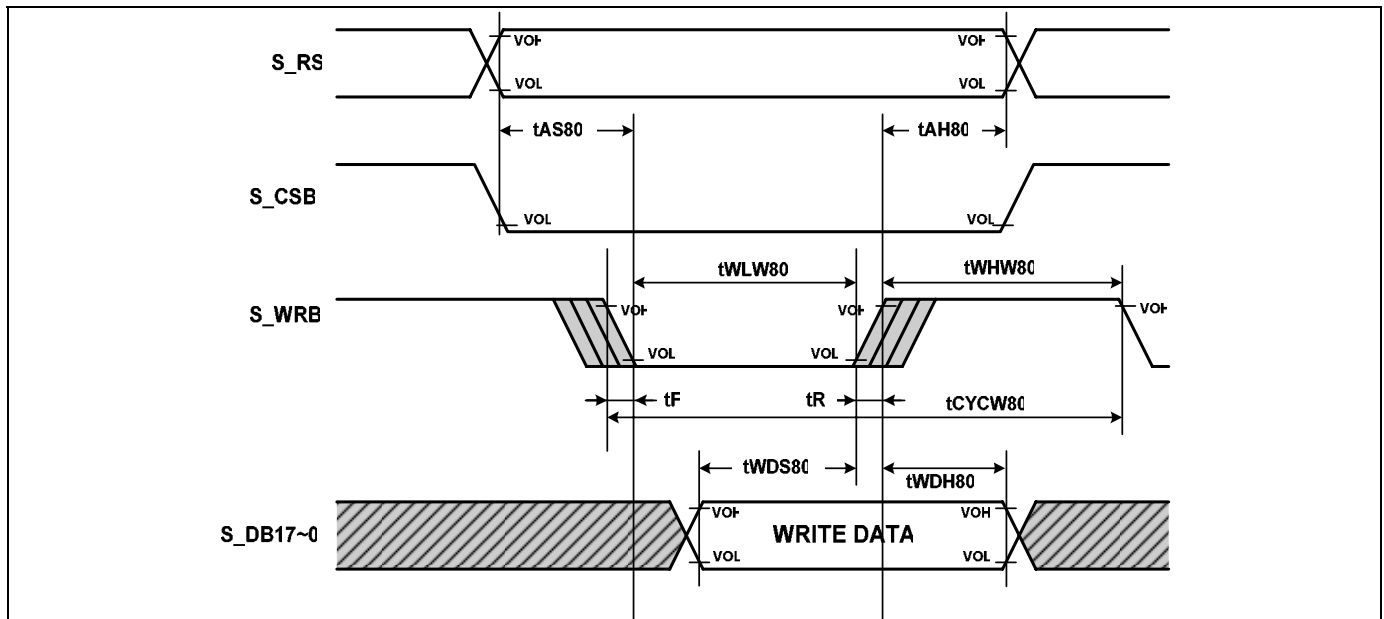 VOH VOH
S_RS
VOL VOL
tAS80 tAH80
S_CSB
VOL VOL
tWLW80 tWHW80
S_WRB VOH VOH VOH
VOL VOL
tF tR tCYCW80
tWDS80 tWDH80
VOH VOH
S_DB17~0 WRITE DATA
VOL VOL